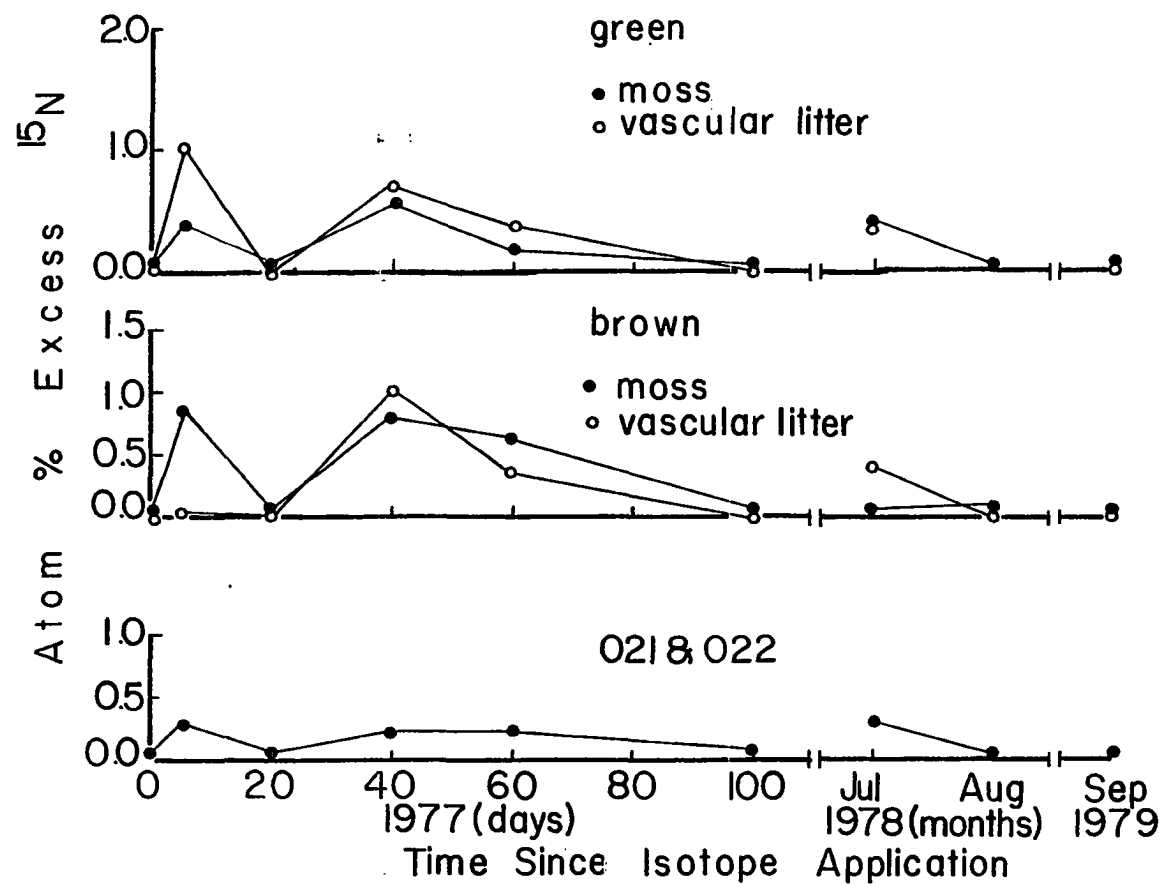 2.0
green
moss
vascular litter
1.0
0.0
Atom % Excess 15N
1.5
brown
1.0
moss
vascular litter
0.5
0.0
1.0
021 & 022
0.5
0.0
0 20 40 60 80 100 Jul Aug Sep
1977 (days) 1978 (months) 1979
Time Since Isotope Application